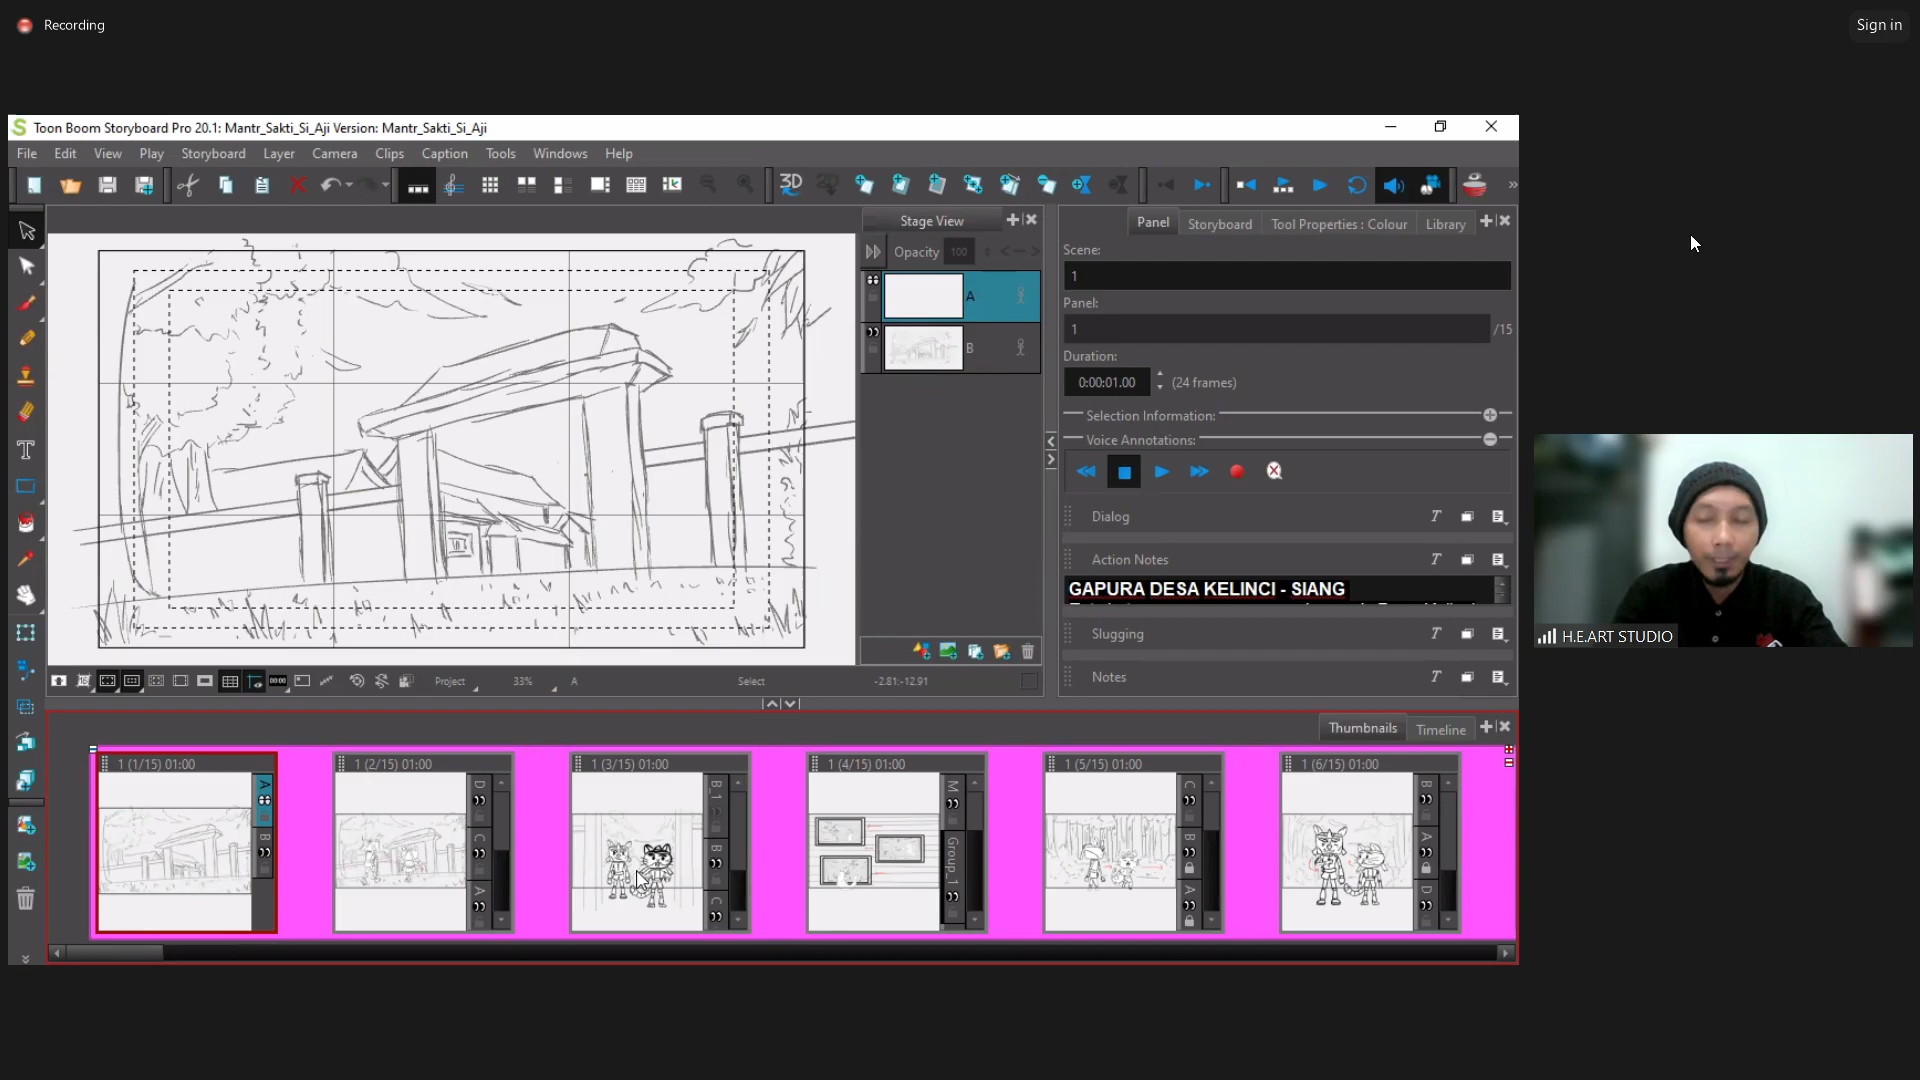 Recording
Sign in
Toon Boom Storyboard Pro 20.1: Mantr_Sakti_Si_Aji Version: Mantr_Sakti_Si_Aji
File Edit View Play Storyboard Layer Camera Clips Caption Tools Windows Help
3D
Stage View
Opacity 100
A
B
Project 33% A Select -2.81:-12.91
Panel Storyboard Tool Properties : Colour Library
Scene:
1
Panel:
1 /15
Duration:
0:00:01.00 (24 frames)
Selection Information:
Voice Annotations:
Dialog
Action Notes
GAPURA DESA KELINCI - SIANG
Slugging
Notes
H.E.ART STUDIO
Thumbnails Timeline
1 (1/15) 01:00
A
B
1 (2/15) 01:00
D
C
A
1 (3/15) 01:00
B_1
B
C
1 (4/15) 01:00
M
Group_1
1 (5/15) 01:00
C
B
A
1 (6/15) 01:00
B
A
D